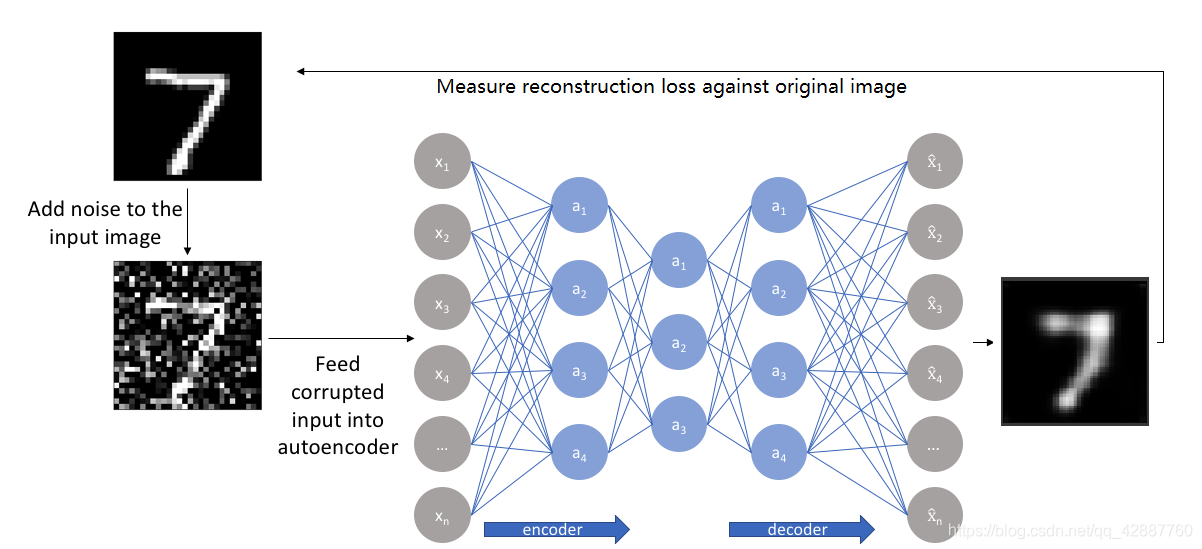 Measure reconstruction loss against original image
Add noise to the
input image
Feed
corrupted
input into
autoencoder
x₁
x₂
x₃
x₄
...
xₙ
a₁
a₂
a₃
a₄
a₁
a₂
a₃
a₁
a₂
a₃
a₄
x̂₁
x̂₂
x̂₃
x̂₄
...
x̂ₙ
encoder
decoder
https://blog.csdn.net/qq_42887760